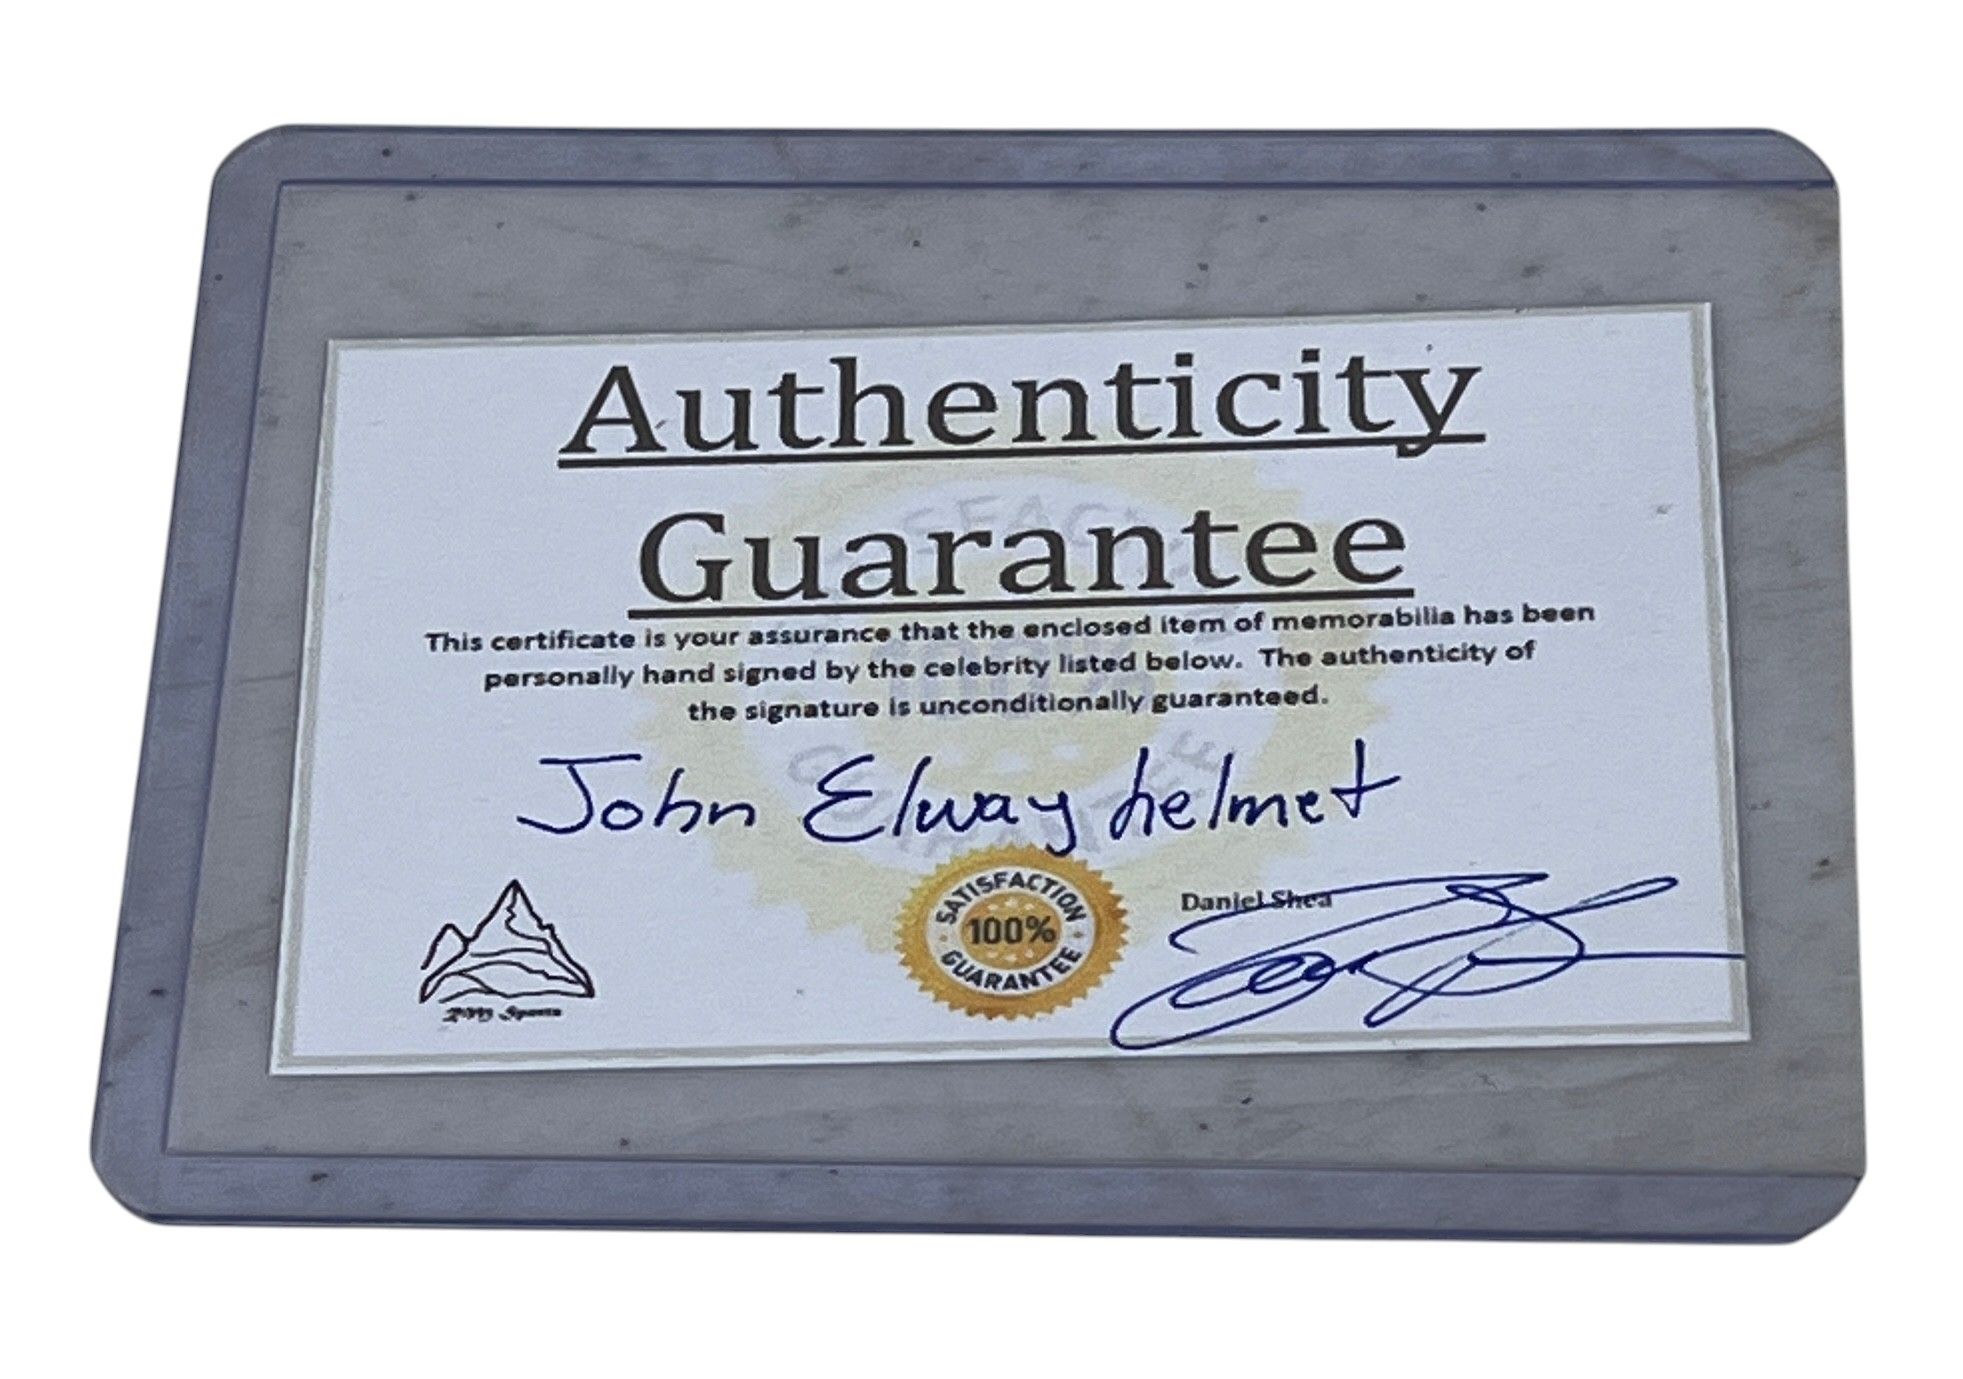 Authenticity
Guarantee
This certificate is your assurance that the enclosed item of memorabilia has been
personally hand signed by the celebrity listed below. The authenticity of
the signature is unconditionally guaranteed.
John Elway helmet
SATISFACTION
100%
GUARANTEE
Daniel Shea
Sports